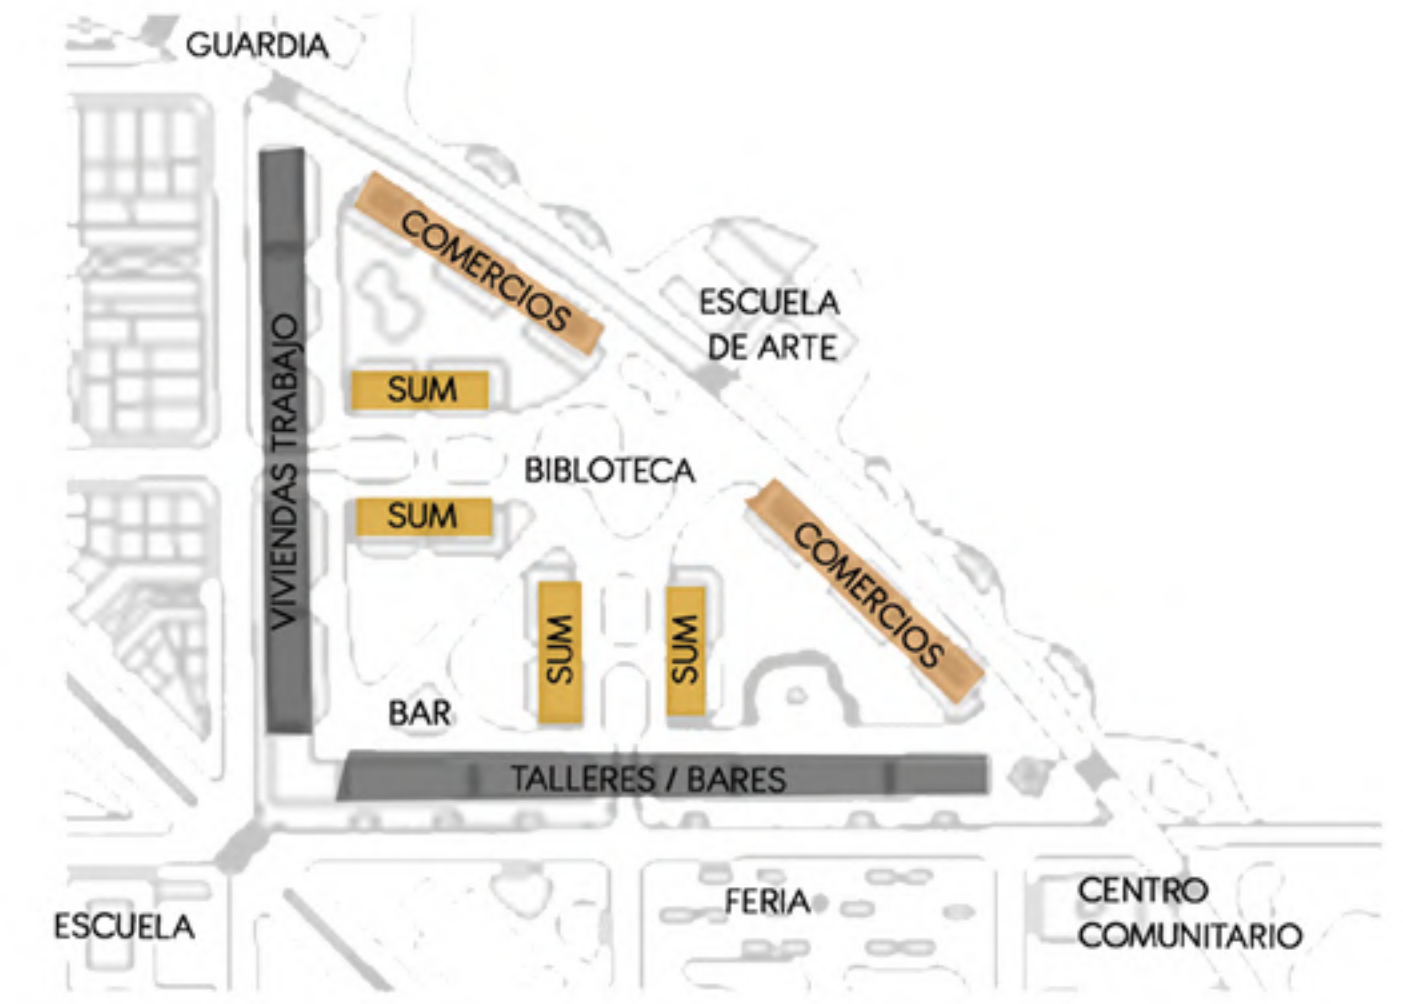 GUARDIA
COMERCIOS
ESCUELA
DE ARTE
SUM
VIVIENDAS TRABAJO
BIBLOTECA
SUM
COMERCIOS
SUM
SUM
BAR
TALLERES / BARES
FERIA
CENTRO
COMUNITARIO
ESCUELA